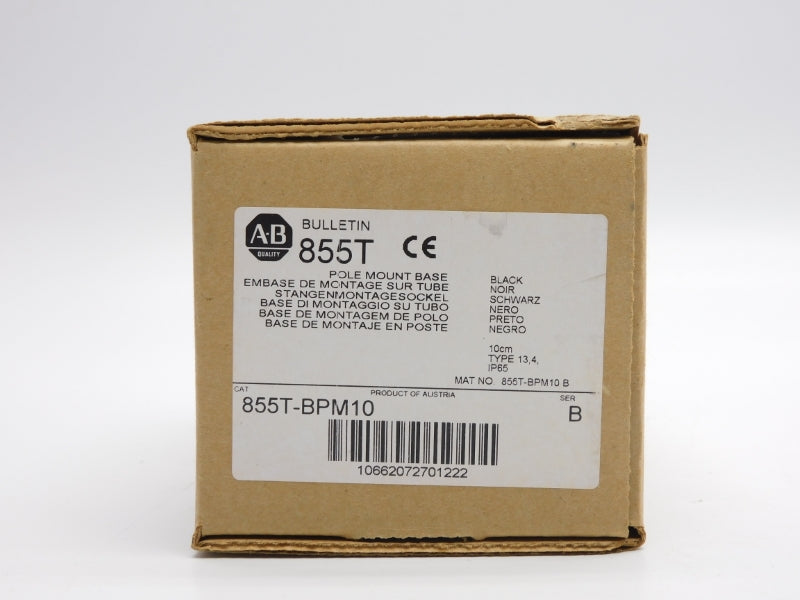 A-B
QUALITY
BULLETIN
855T CE
POLE MOUNT BASE
EMBASE DE MONTAGE SUR TUBE
STANGENMONTAGESOCKEL
BASE DI MONTAGGIO SU TUBO
BASE DE MONTAGEM DE POLO
BASE DE MONTAJE EN POSTE
BLACK
NOIR
SCHWARZ
NERO
PRETO
NEGRO
10cm
TYPE 13,4,
IP65
MAT NO. 855T-BPM10 B
CAT
PRODUCT OF AUSTRIA
SER
855T-BPM10
B
10662072701222